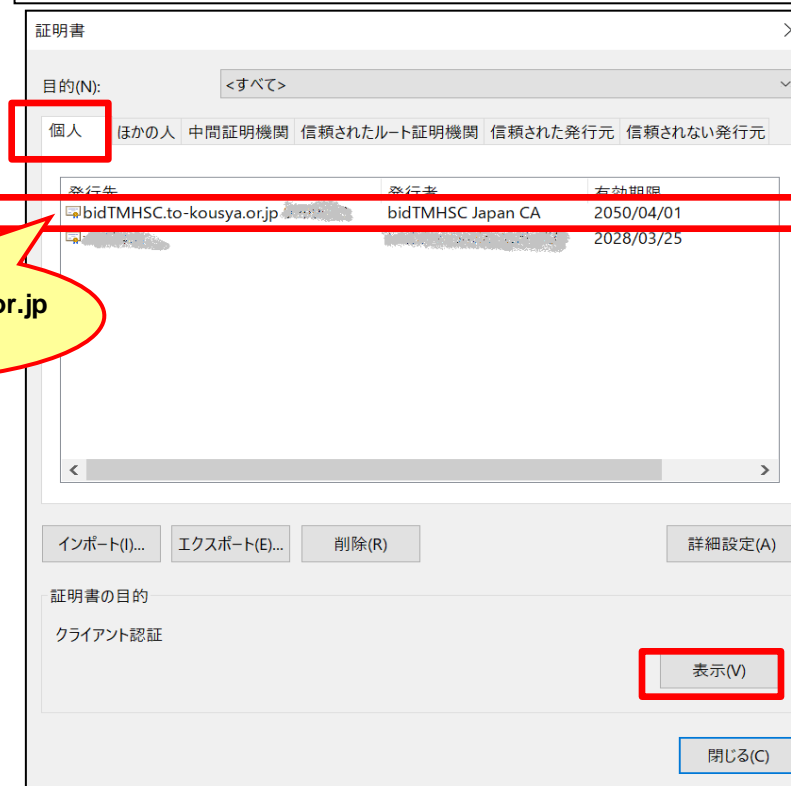 証明書
目的(N): <すべて>
個人 ほかの人 中間証明機関 信頼されたルート証明機関 信頼された発行元 信頼されない発行元
発行先 発行者 有効期限
bidTMHSC.to-kousya.or.jp bidTMHSC Japan CA 2050/04/01
2028/03/25
or.jp
インポート(I)... エクスポート(E)... 削除(R) 詳細設定(A)
証明書の目的
クライアント認証
表示(V)
閉じる(C)